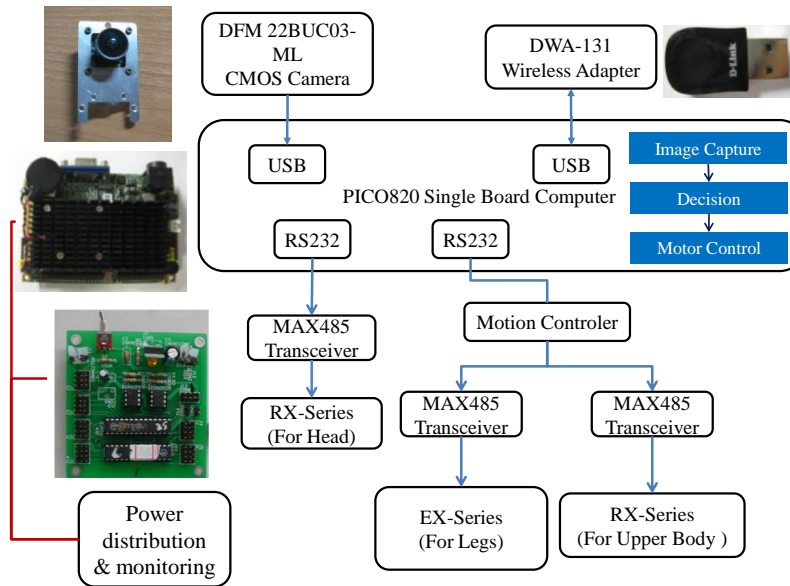 DFM 22BUC03-
ML
CMOS Camera
DWA-131
Wireless Adapter
D-Link
USB
USB
Image Capture
PICO820 Single Board Computer
Decision
RS232
RS232
Motor Control
MAX485
Transceiver
Motion Controler
RX-Series
(For Head)
MAX485
Transceiver
MAX485
Transceiver
EX-Series
(For Legs)
RX-Series
(For Upper Body )
Power
distribution
& monitoring